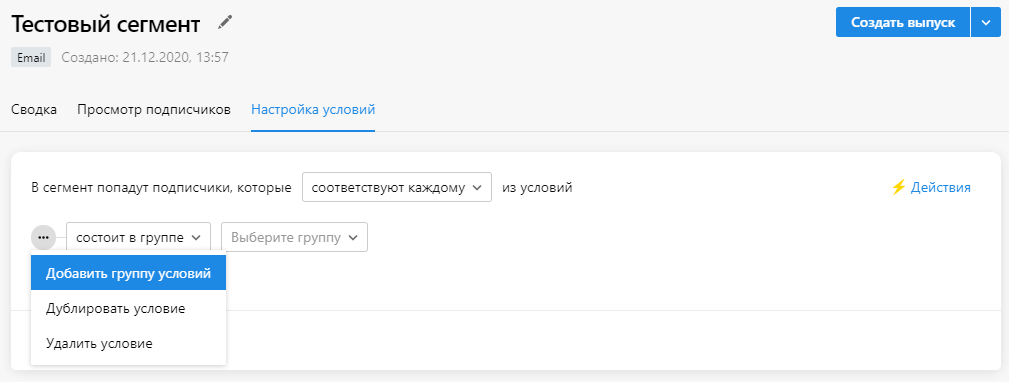 Тестовый сегмент
Создать выпуск
Email Создано: 21.12.2020, 13:57
Сводка Просмотр подписчиков Настройка условий
В сегмент попадут подписчики, которые соответствуют каждому из условий Действия
состоит в группе Выберите группу
Добавить группу условий
Дублировать условие
Удалить условие